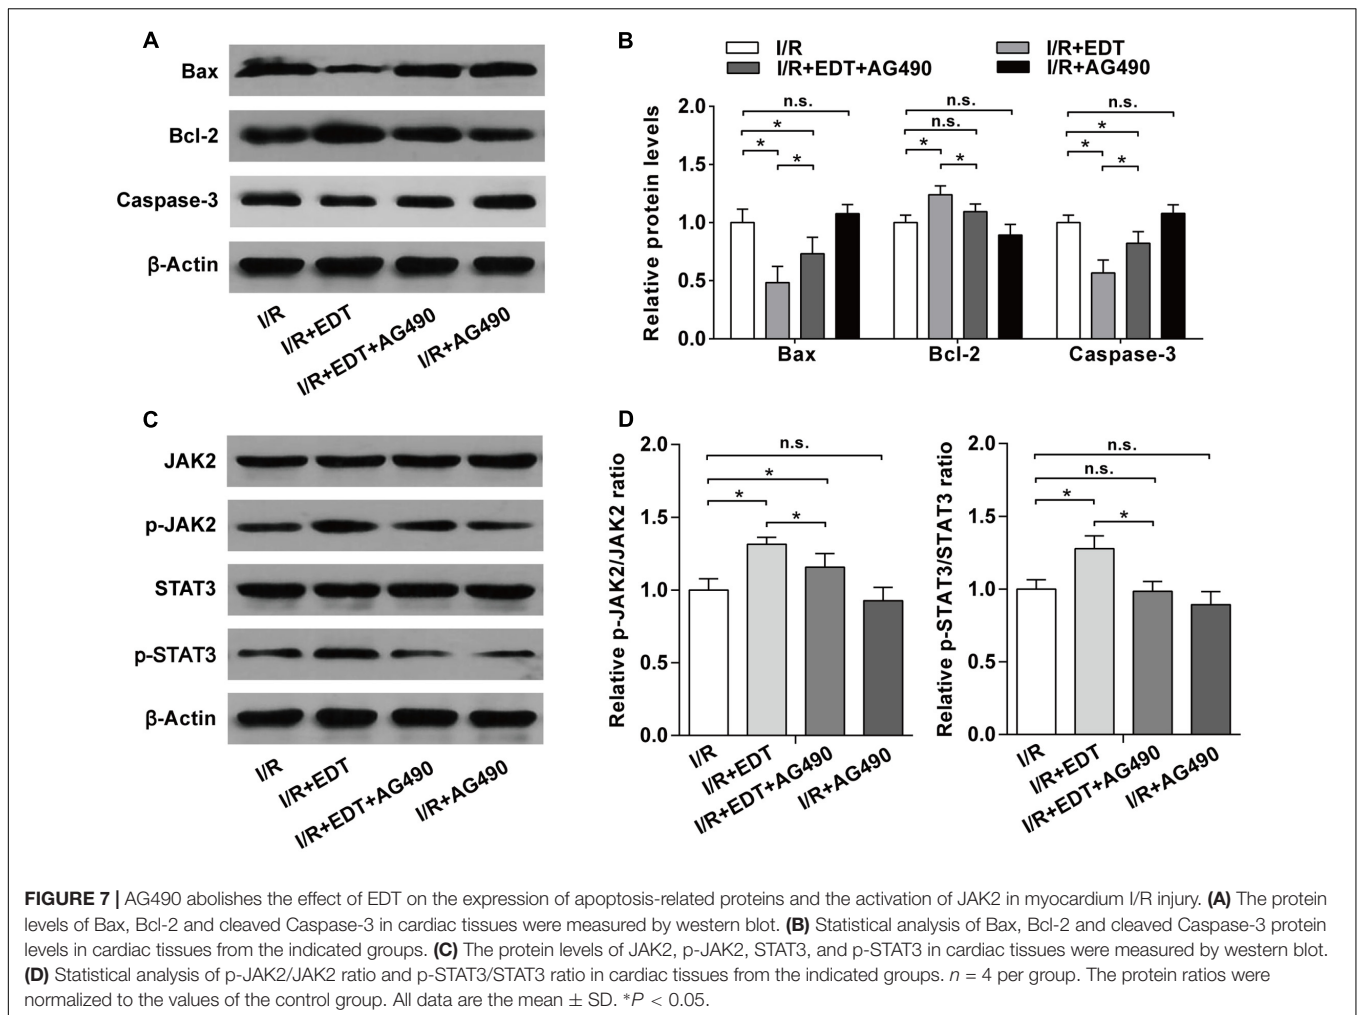 A
Bax
Bcl-2
Caspase-3
β-Actin
I/R
I/R+EDT
I/R+EDT+AG490
I/R+AG490
B
I/R
I/R+EDT
I/R+EDT+AG490
I/R+AG490
Relative protein levels
2.0
1.5
1.0
0.5
0.0
n.s.
*
*
*
n.s.
n.s.
*
*
n.s.
*
*
*
Bax
Bcl-2
Caspase-3
C
JAK2
p-JAK2
STAT3
p-STAT3
β-Actin
I/R
I/R+EDT
I/R+EDT+AG490
I/R+AG490
D
Relative p-JAK2/JAK2 ratio
2.0
1.5
1.0
0.5
0.0
n.s.
*
*
*
I/R
I/R+EDT
I/R+EDT+AG490
I/R+AG490
Relative p-STAT3/STAT3 ratio
2.0
1.5
1.0
0.5
0.0
n.s.
n.s.
*
*
I/R
I/R+EDT
I/R+EDT+AG490
I/R+AG490
FIGURE 7 | AG490 abolishes the effect of EDT on the expression of apoptosis-related proteins and the activation of JAK2 in myocardium I/R injury. (A) The protein
levels of Bax, Bcl-2 and cleaved Caspase-3 in cardiac tissues were measured by western blot. (B) Statistical analysis of Bax, Bcl-2 and cleaved Caspase-3 protein
levels in cardiac tissues from the indicated groups. (C) The protein levels of JAK2, p-JAK2, STAT3, and p-STAT3 in cardiac tissues were measured by western blot.
(D) Statistical analysis of p-JAK2/JAK2 ratio and p-STAT3/STAT3 ratio in cardiac tissues from the indicated groups. n = 4 per group. The protein ratios were
normalized to the values of the control group. All data are the mean ± SD. *P < 0.05.